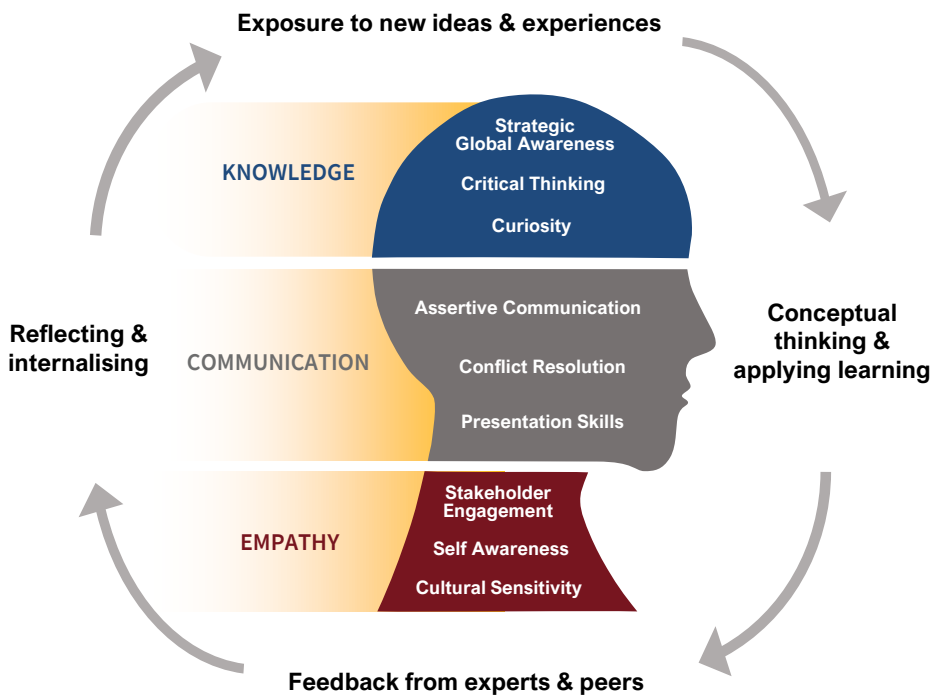 Exposure to new ideas & experiences
KNOWLEDGE
Strategic
Global Awareness
Critical Thinking
Curiosity
Reflecting &
internalising
COMMUNICATION
Assertive Communication
Conflict Resolution
Presentation Skills
Conceptual
thinking &
applying learning
EMPATHY
Stakeholder
Engagement
Self Awareness
Cultural Sensitivity
Feedback from experts & peers